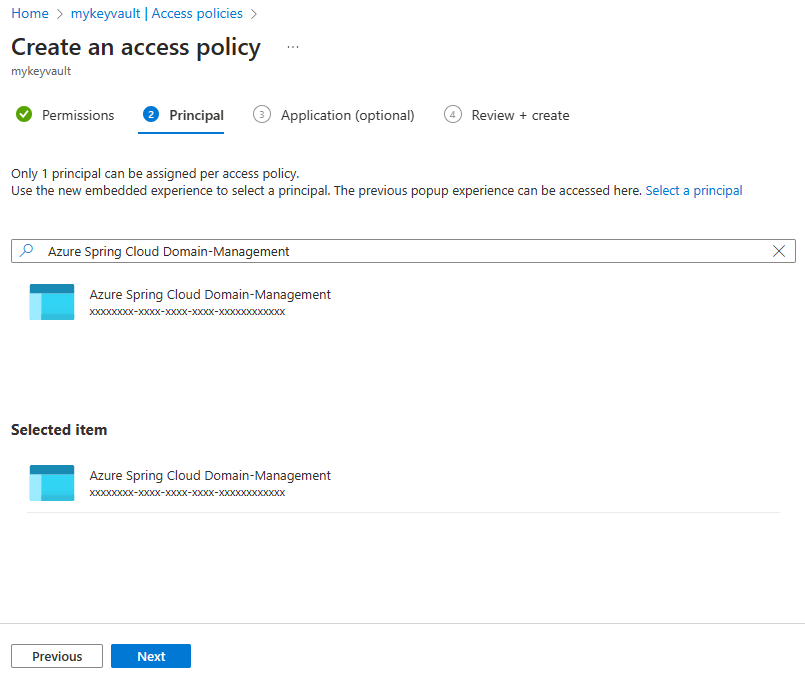 Home > mykeyvault | Access policies >
Create an access policy ...
mykeyvault
Permissions 2 Principal 3 Application (optional) 4 Review + create
Only 1 principal can be assigned per access policy.
Use the new embedded experience to select a principal. The previous popup experience can be accessed here. Select a principal
Azure Spring Cloud Domain-Management
Azure Spring Cloud Domain-Management
xxxxxxxx-xxxx-xxxx-xxxx-xxxxxxxxxxxx
Selected item
Azure Spring Cloud Domain-Management
xxxxxxxx-xxxx-xxxx-xxxx-xxxxxxxxxxxx
Previous Next